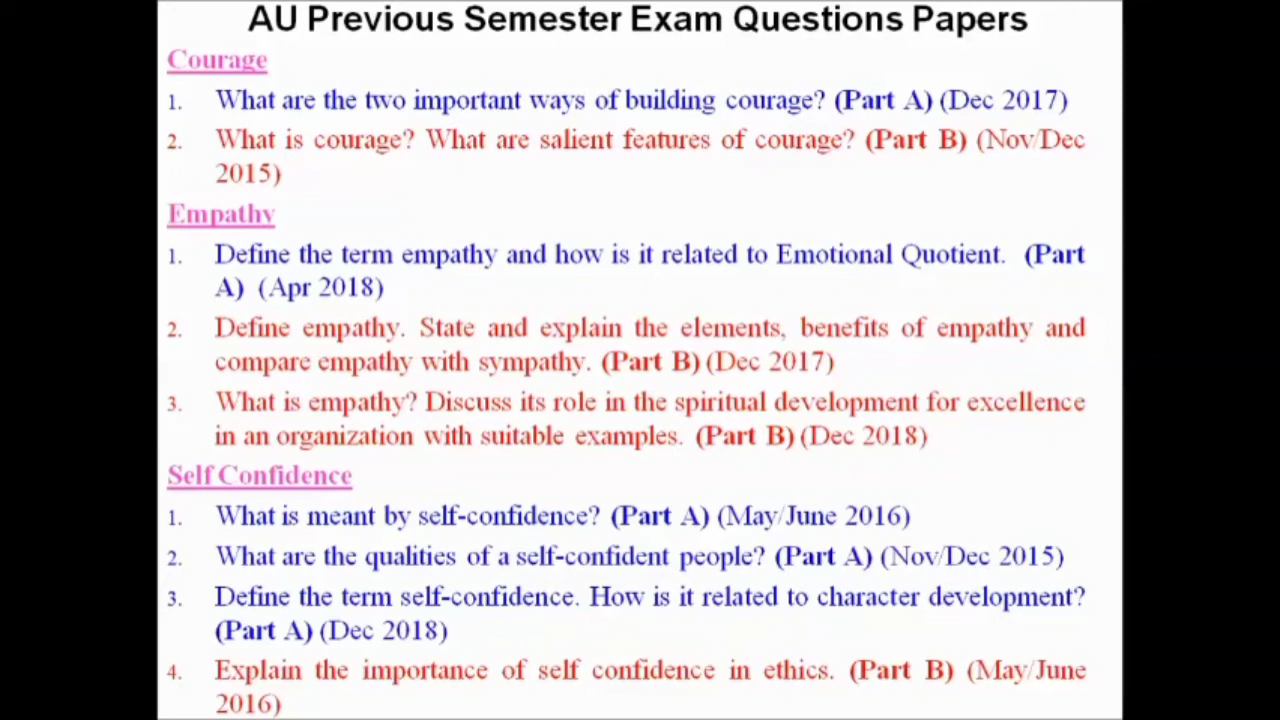 AU Previous Semester Exam Questions Papers
Courage
1. What are the two important ways of building courage? (Part A) (Dec 2017)
2. What is courage? What are salient features of courage? (Part B) (Nov/Dec
2015)
Empathy
1. Define the term empathy and how is it related to Emotional Quotient. (Part
A) (Apr 2018)
2. Define empathy. State and explain the elements, benefits of empathy and
compare empathy with sympathy. (Part B) (Dec 2017)
3. What is empathy? Discuss its role in the spiritual development for excellence
in an organization with suitable examples. (Part B) (Dec 2018)
Self Confidence
1. What is meant by self-confidence? (Part A) (May/June 2016)
2. What are the qualities of a self-confident people? (Part A) (Nov/Dec 2015)
3. Define the term self-confidence. How is it related to character development?
(Part A) (Dec 2018)
4. Explain the importance of self confidence in ethics. (Part B) (May/June
2016)